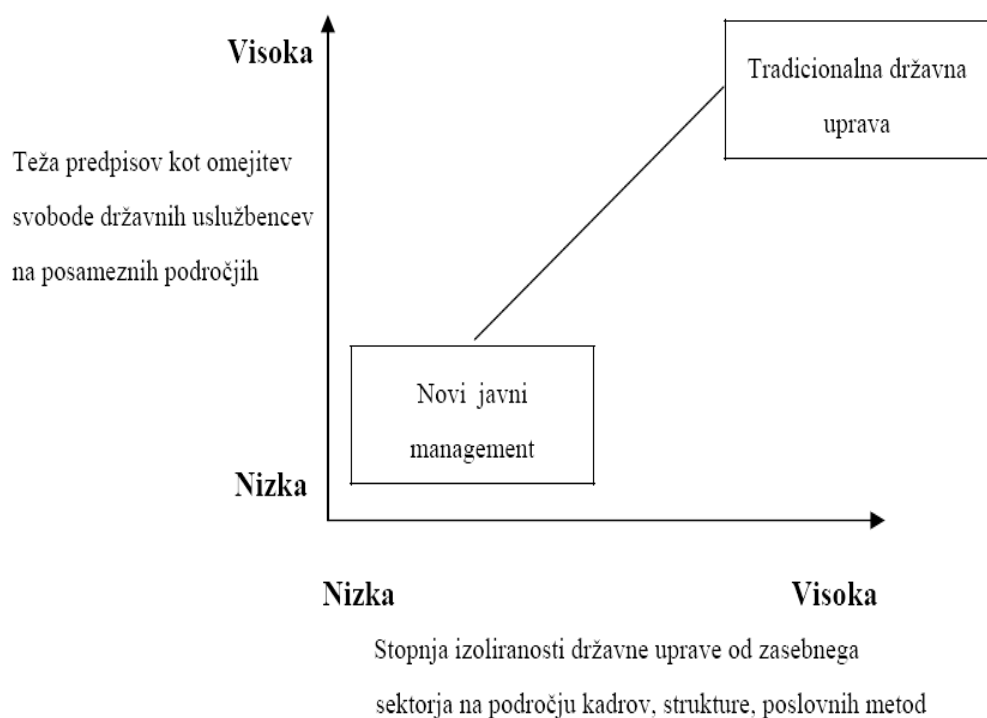 Visoka
Tradicionalna državna
uprava
Teža predpisov kot omejitev
svobode državnih uslužbencev
na posameznih področjih
Novi javni
management
Nizka
Nizka
Visoka
Stopnja izoliranosti državne uprave od zasebnega
sektorja na področju kadrov, strukture, poslovnih metod